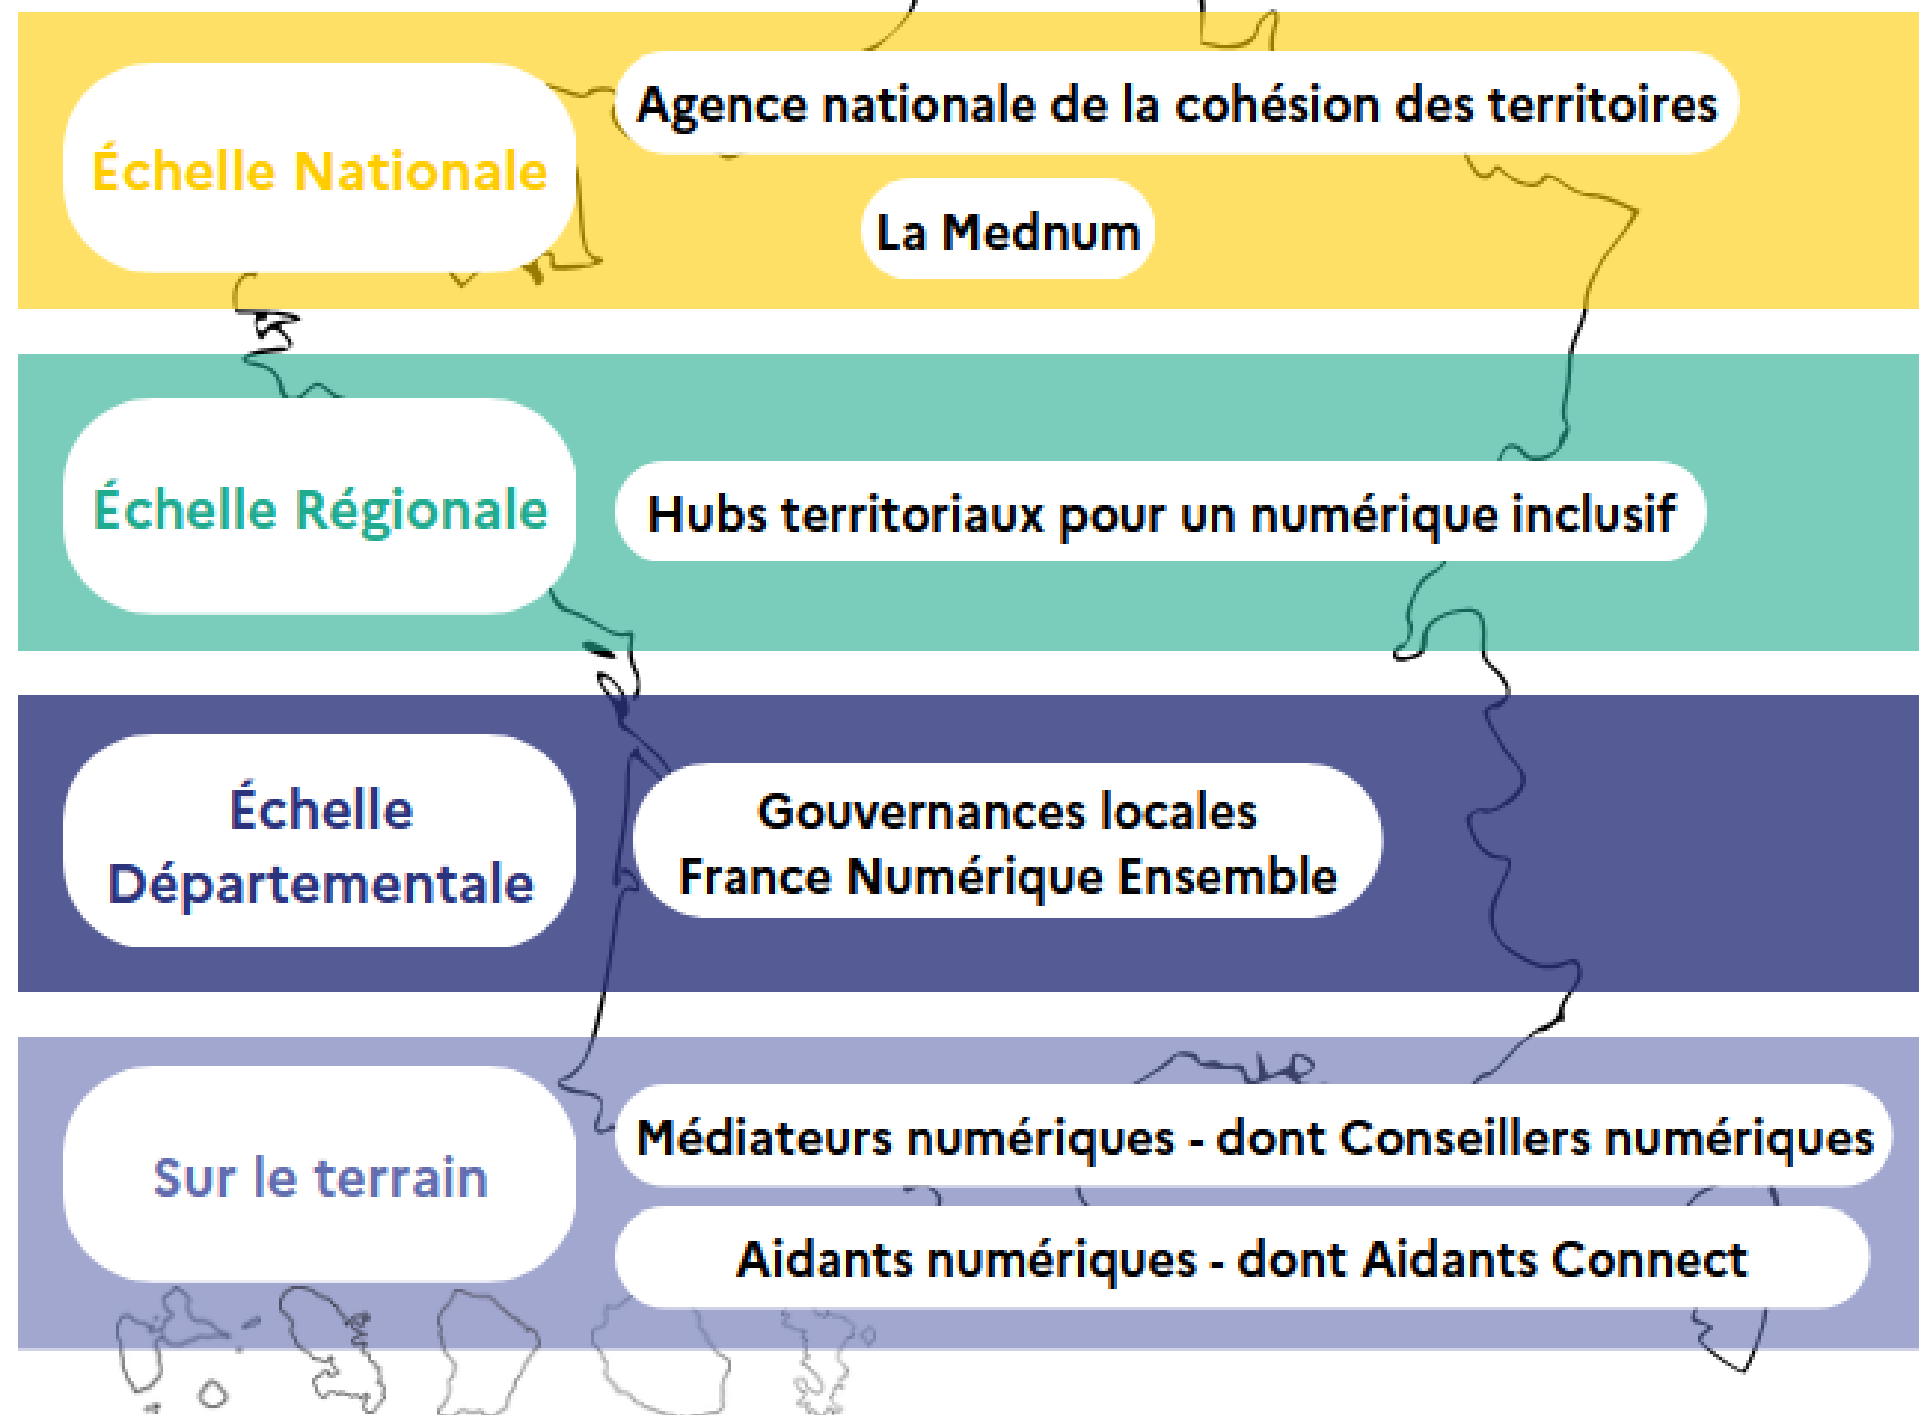 Échelle Nationale
Agence nationale de la cohésion des territoires
La Mednum
Échelle Régionale
Hubs territoriaux pour un numérique inclusif
Échelle
Départementale
Gouvernances locales
France Numérique Ensemble
Sur le terrain
Médiateurs numériques - dont Conseillers numériques
Aidants numériques - dont Aidants Connect